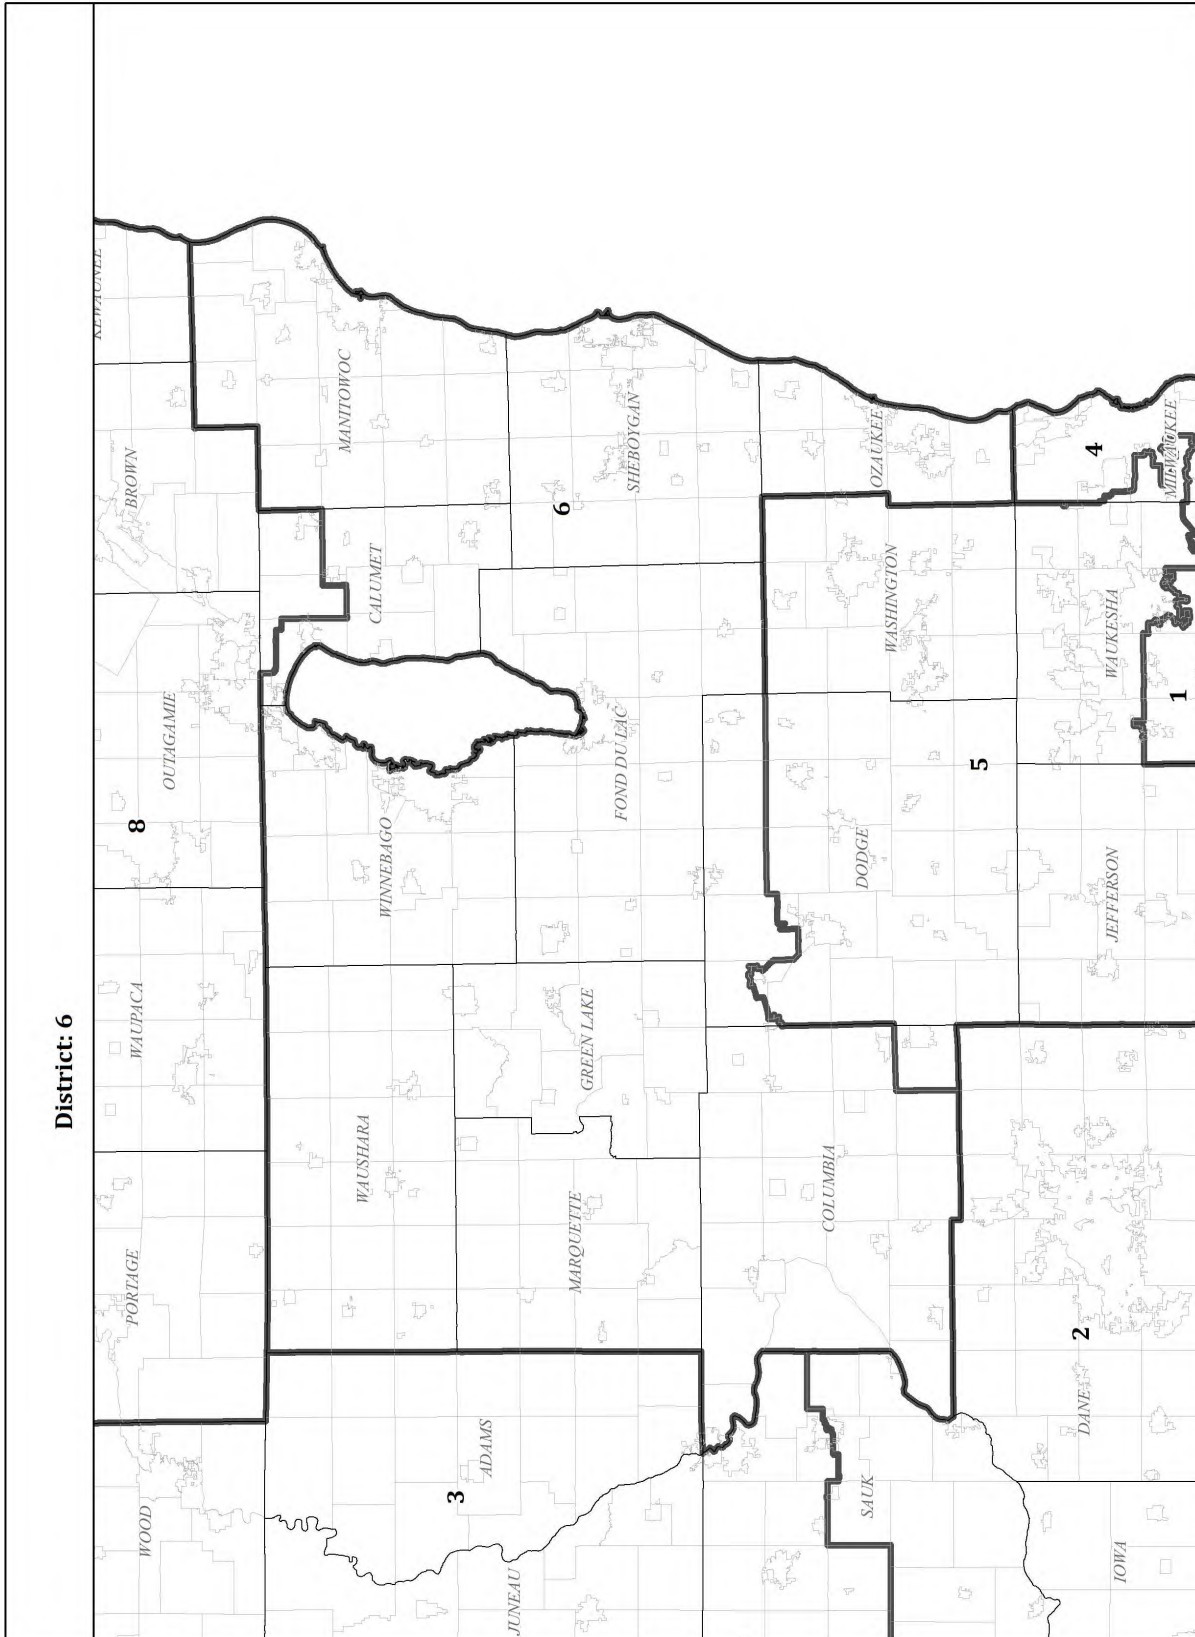 District: 6
KEWAUNEE
BROWN
OUTAGAMIE
8
WAUPACA
PORTAGE
WOOD
MANITOWOC
CALUMET
WINNEBAGO
WAUSHARA
ADAMS
3
JUNEAU
SHEBOYGAN
6
FOND DU LAC
GREEN LAKE
MARQUETTE
OZAUKEE
WASHINGTON
DODGE
COLUMBIA
SAUK
5
4
MILWAUKEE
WAUKESHA
1
JEFFERSON
2
DANE
IOWA